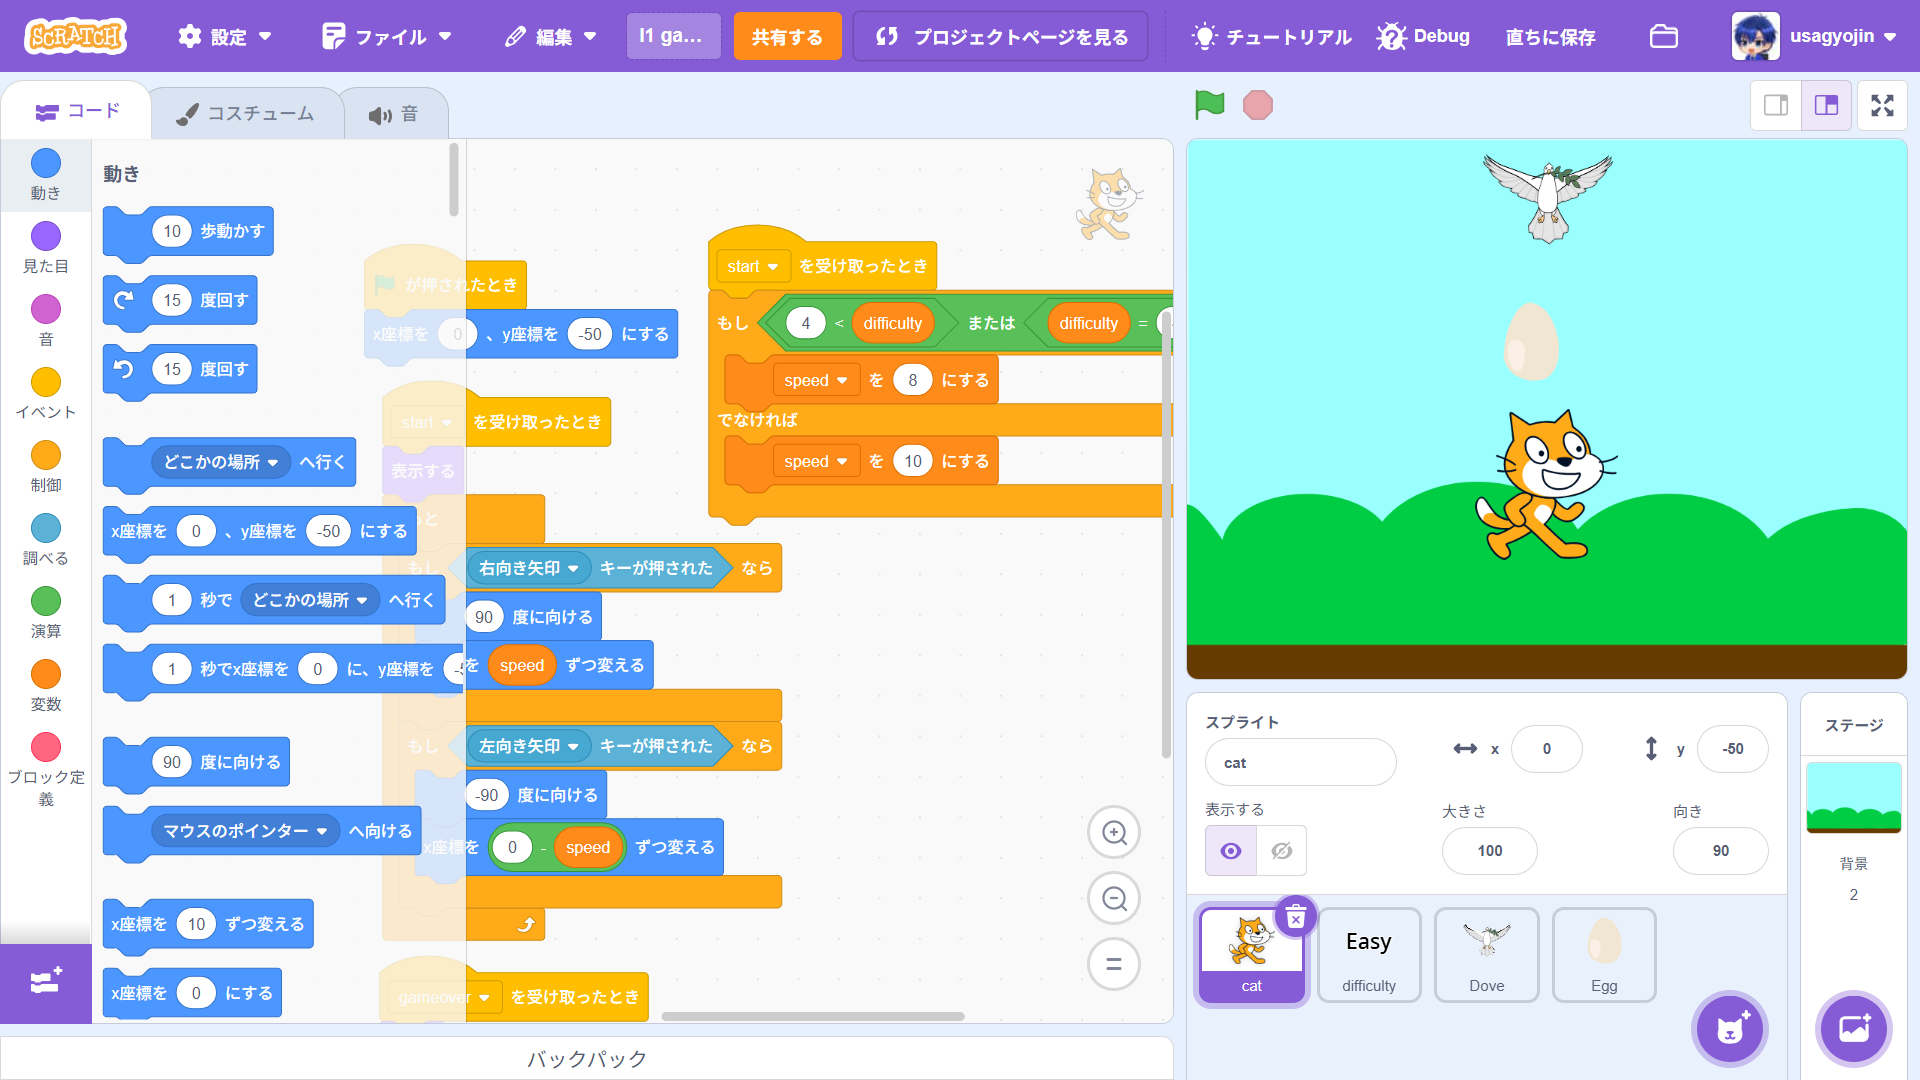 SCRATCH 設定 ファイル 編集 I1 ga... 共有する プロジェクトページを見る チュートリアル Debug 直ちに保存 usagyojin
コード コスチューム 音
動き
見た目
音
イベント
制御
調べる
演算
変数
ブロック定
義
動き
10 歩動かす
15 度回す
15 度回す
どこかの場所 へ行く
x座標を 0 、y座標を -50 にする
1 秒で どこかの場所 へ行く
1 秒でx座標を 0 に、y座標を
90 度に向ける
マウスのポインター へ向ける
x座標を 10 ずつ変える
x座標を 0 にする
が押されたとき
x座標を 0 、y座標を -50 にする
start を受け取ったとき
表示する
もし 右向き矢印 キーが押された なら
90 度に向ける
を speed ずつ変える
もし 左向き矢印 キーが押された なら
-90 度に向ける
x座標を 0 - speed ずつ変える
gameover を受け取ったとき
start を受け取ったとき
もし 4 < difficulty または difficulty =
speed を 8 にする
でなければ
speed を 10 にする
バックパック
スプライト
cat
x 0 y -50
表示する 大きさ 向き
100 90
cat
Easy
difficulty
Dove
Egg
ステージ
背景
2